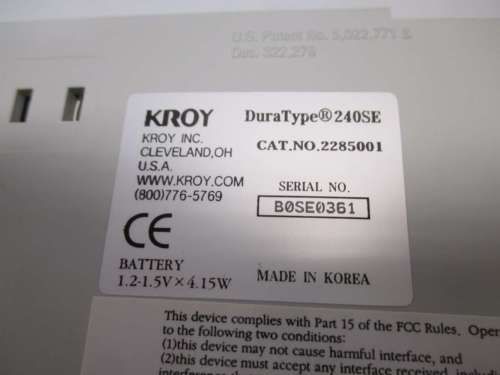 U.S. Patent No. 5,022,771 &
Des. 322,276
KROY
DuraType®240SE
KROY INC.
CLEVELAND,OH
U.S.A.
WWW.KROY.COM
(800)776-5769
CAT.NO.2285001
SERIAL NO.
B0SE0361
CE
BATTERY
1.2-1.5V×4.15W
MADE IN KOREA
This device complies with Part 15 of the FCC Rules. Oper
to the following two conditions:
(1)this device may not cause harmful interface, and
(2)this device must accept any interface received, includi